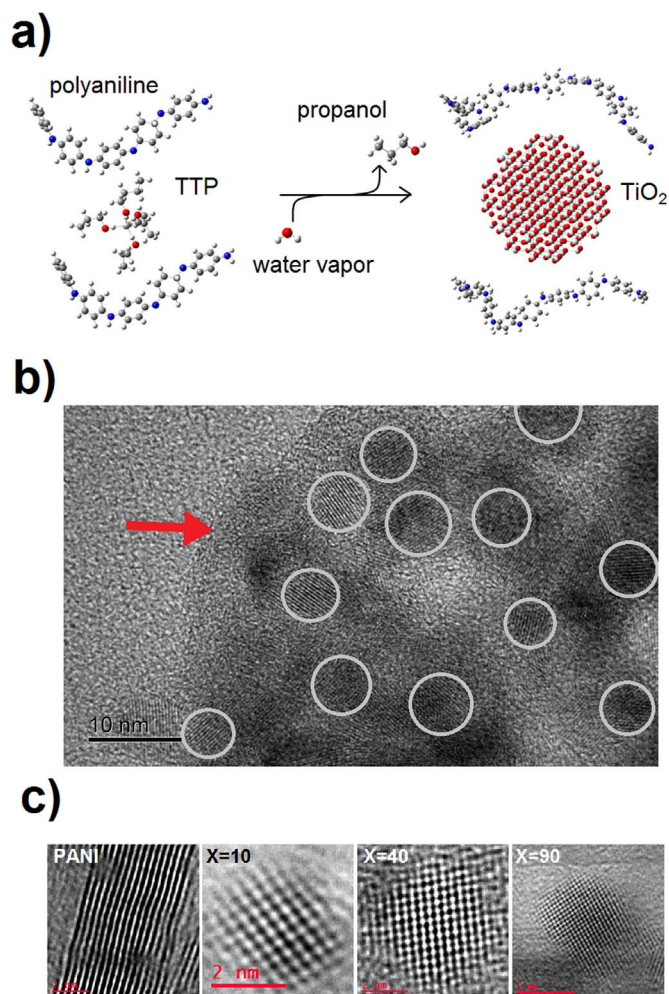 a)
polyaniline
propanol
TTP
TiO₂
water vapor
b)
10 nm
c)
PANI
X=10
X=40
X=90
2 nm